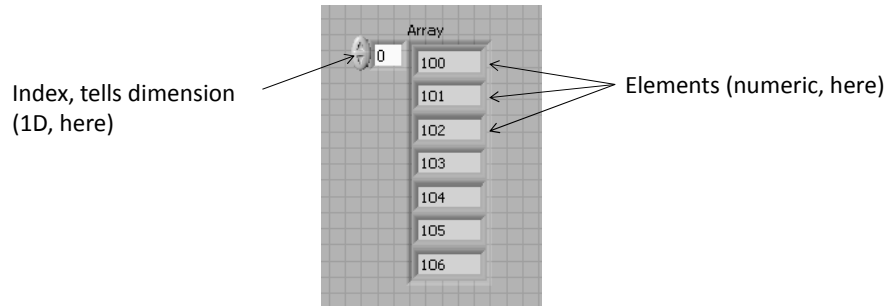 Array
0
100
101
102
103
104
105
106
Index, tells dimension
(1D, here)
Elements (numeric, here)